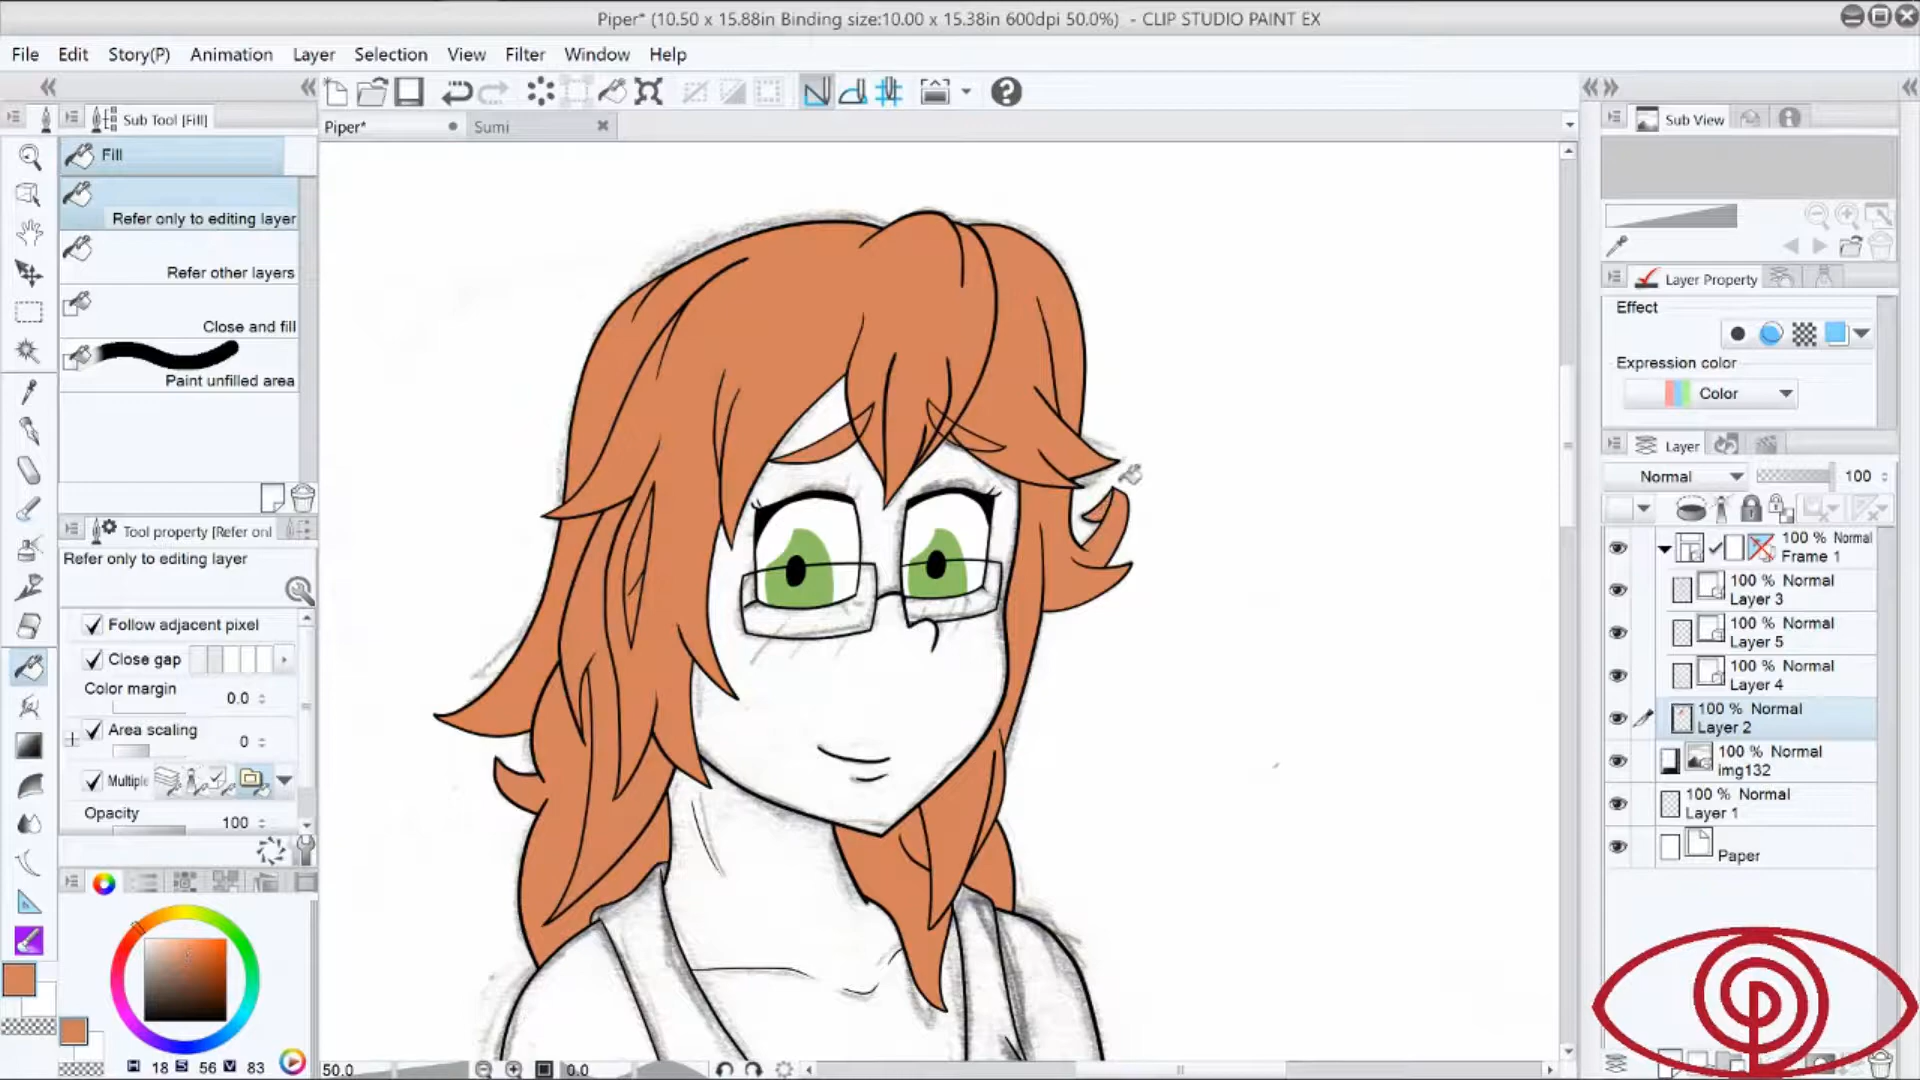 Piper* (10.50 x 15.88in Binding size:10.00 x 15.38in 600dpi 50.0%) - CLIP STUDIO PAINT EX
File Edit Story(P) Animation Layer Selection View Filter Window Help
Sub Tool [Fill]
Piper*
Sumi
Sub View
Fill
Refer only to editing layer
Refer other layers
Close and fill
Paint unfilled area
Tool property [Refer onl
Refer only to editing layer
Follow adjacent pixel
Close gap
Color margin
0.0
Area scaling
0
Multiple
Opacity
100
H 18 S 56 V 83
50.0
0.0
Layer Property
Effect
Expression color
Color
Layer
Normal
100
100 % Normal
Frame 1
100 % Normal
Layer 3
100 % Normal
Layer 5
100 % Normal
Layer 4
100 % Normal
Layer 2
100 % Normal
img132
100 % Normal
Layer 1
Paper